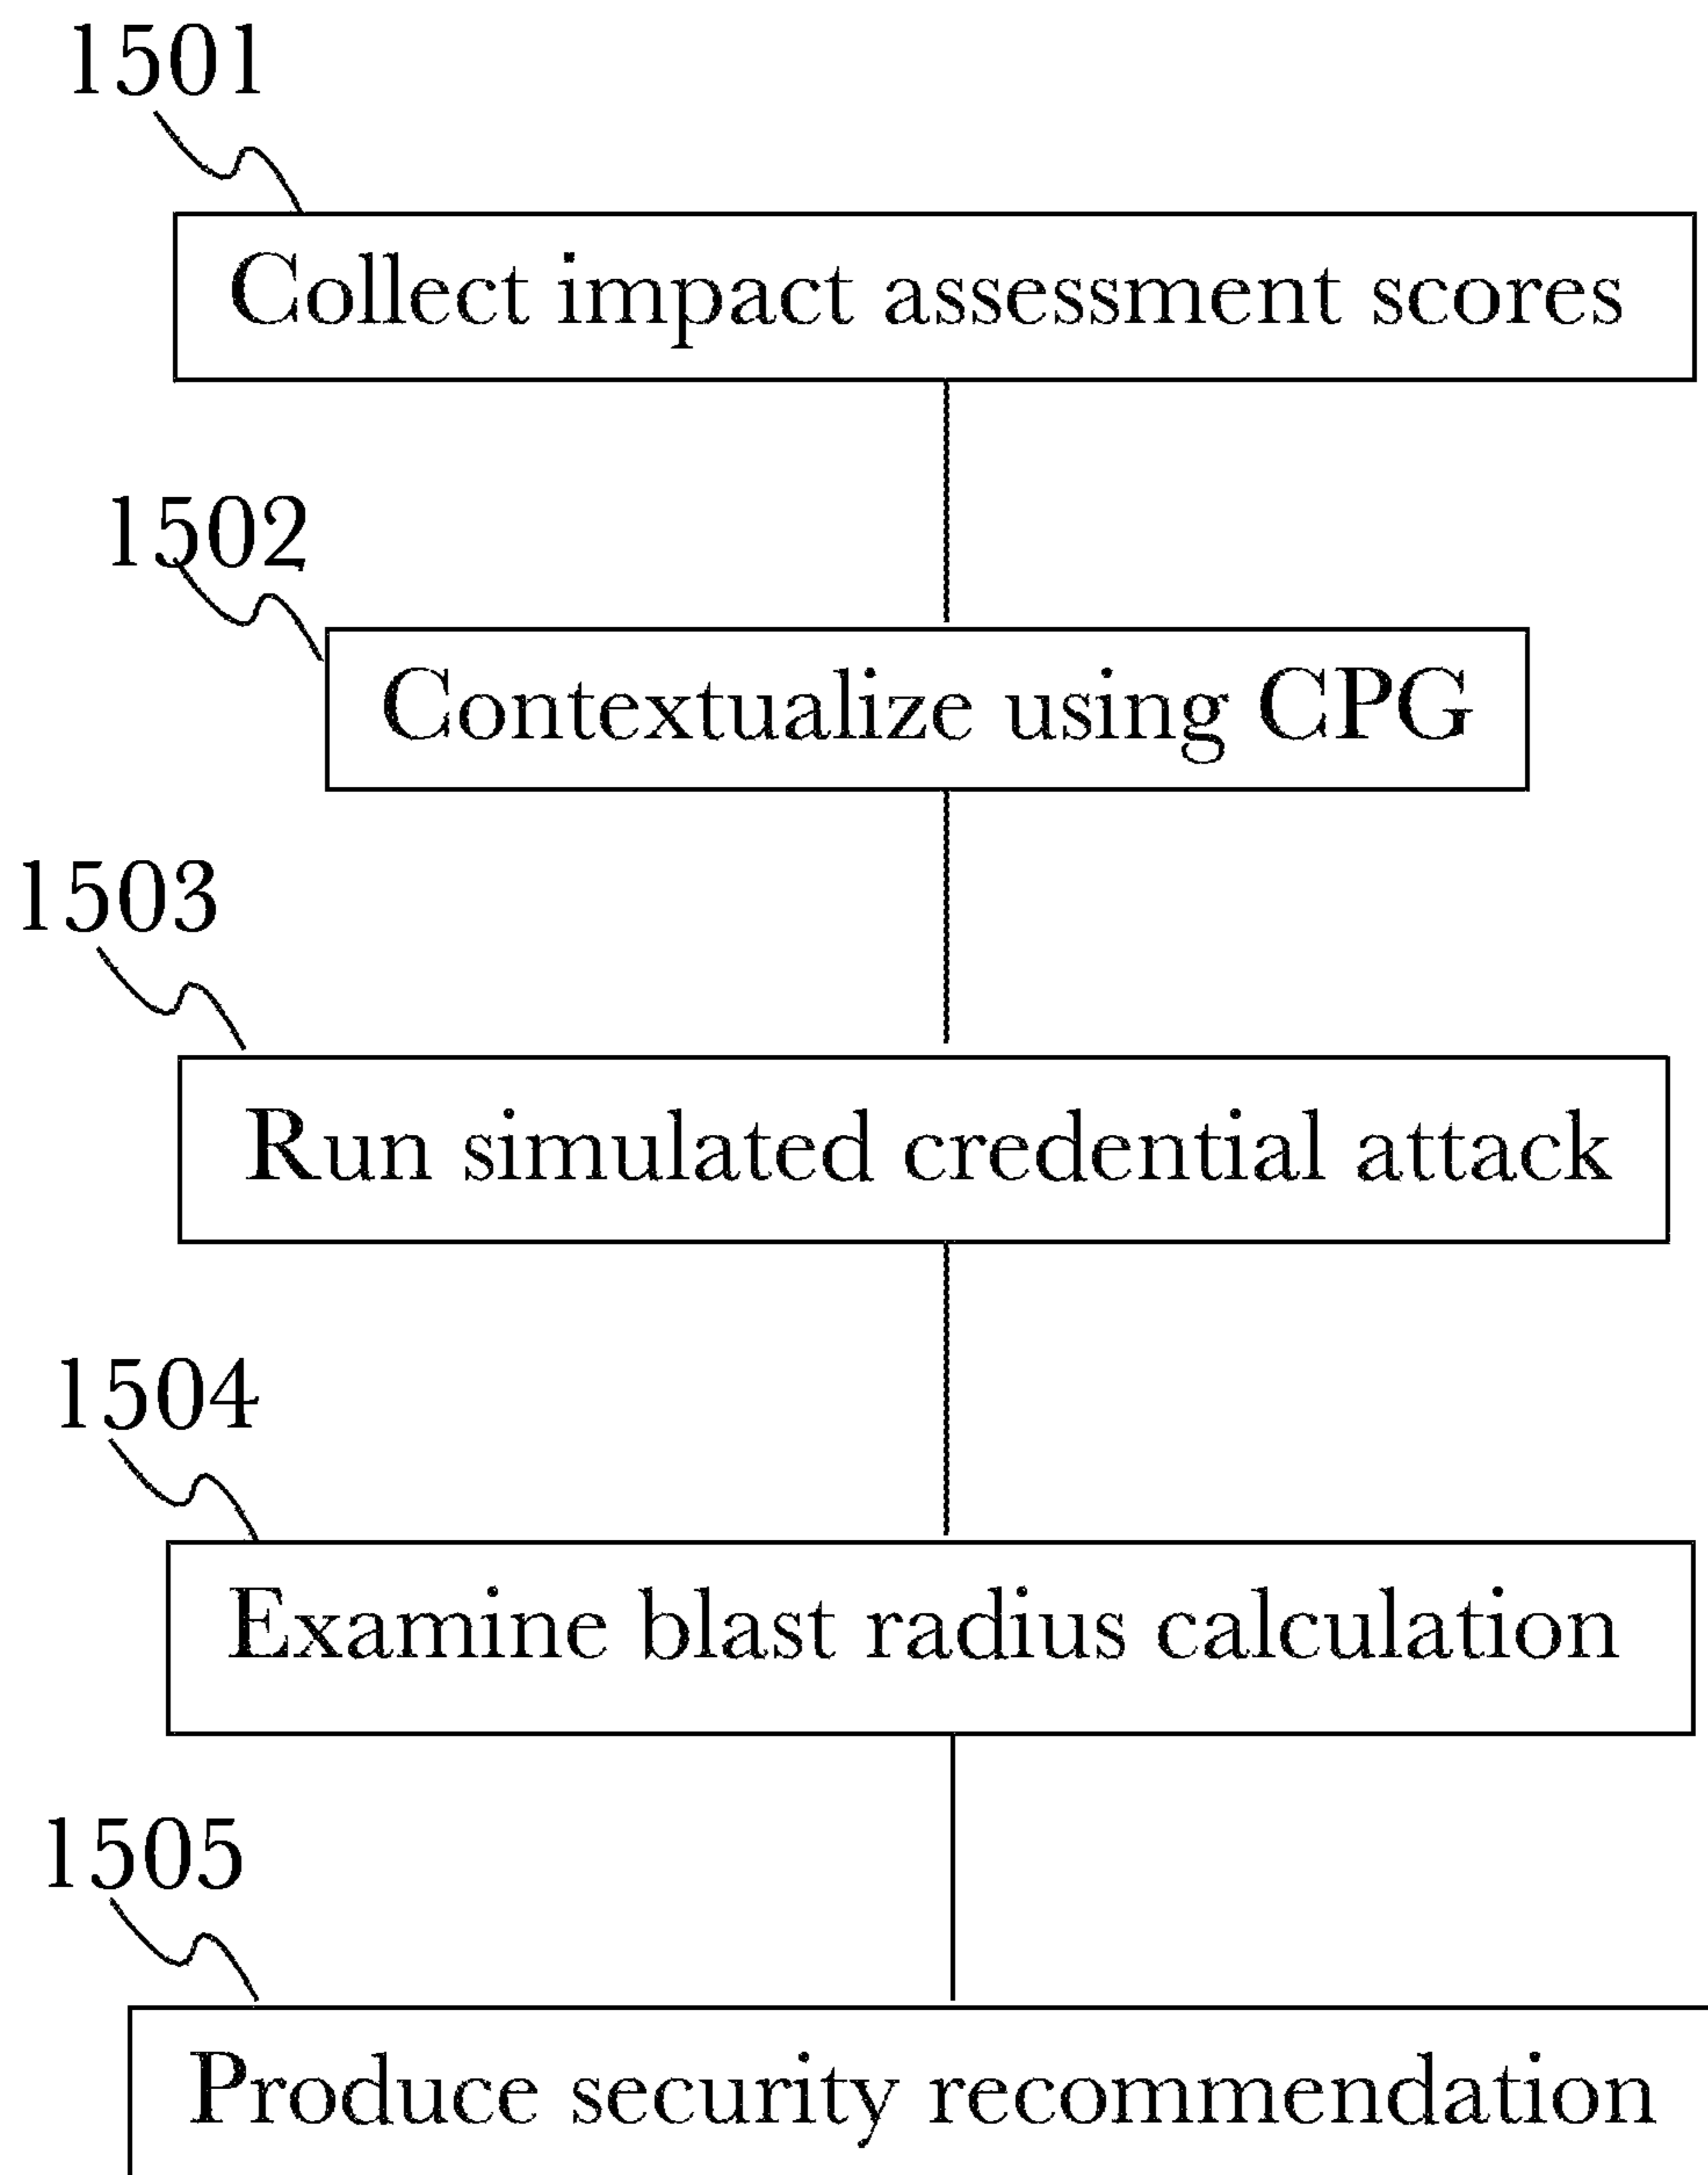 1501
Collect impact assessment scores
1502
Contextualize using CPG
1503
Run simulated credential attack
1504
Examine blast radius calculation
1505
Produce security recommendation